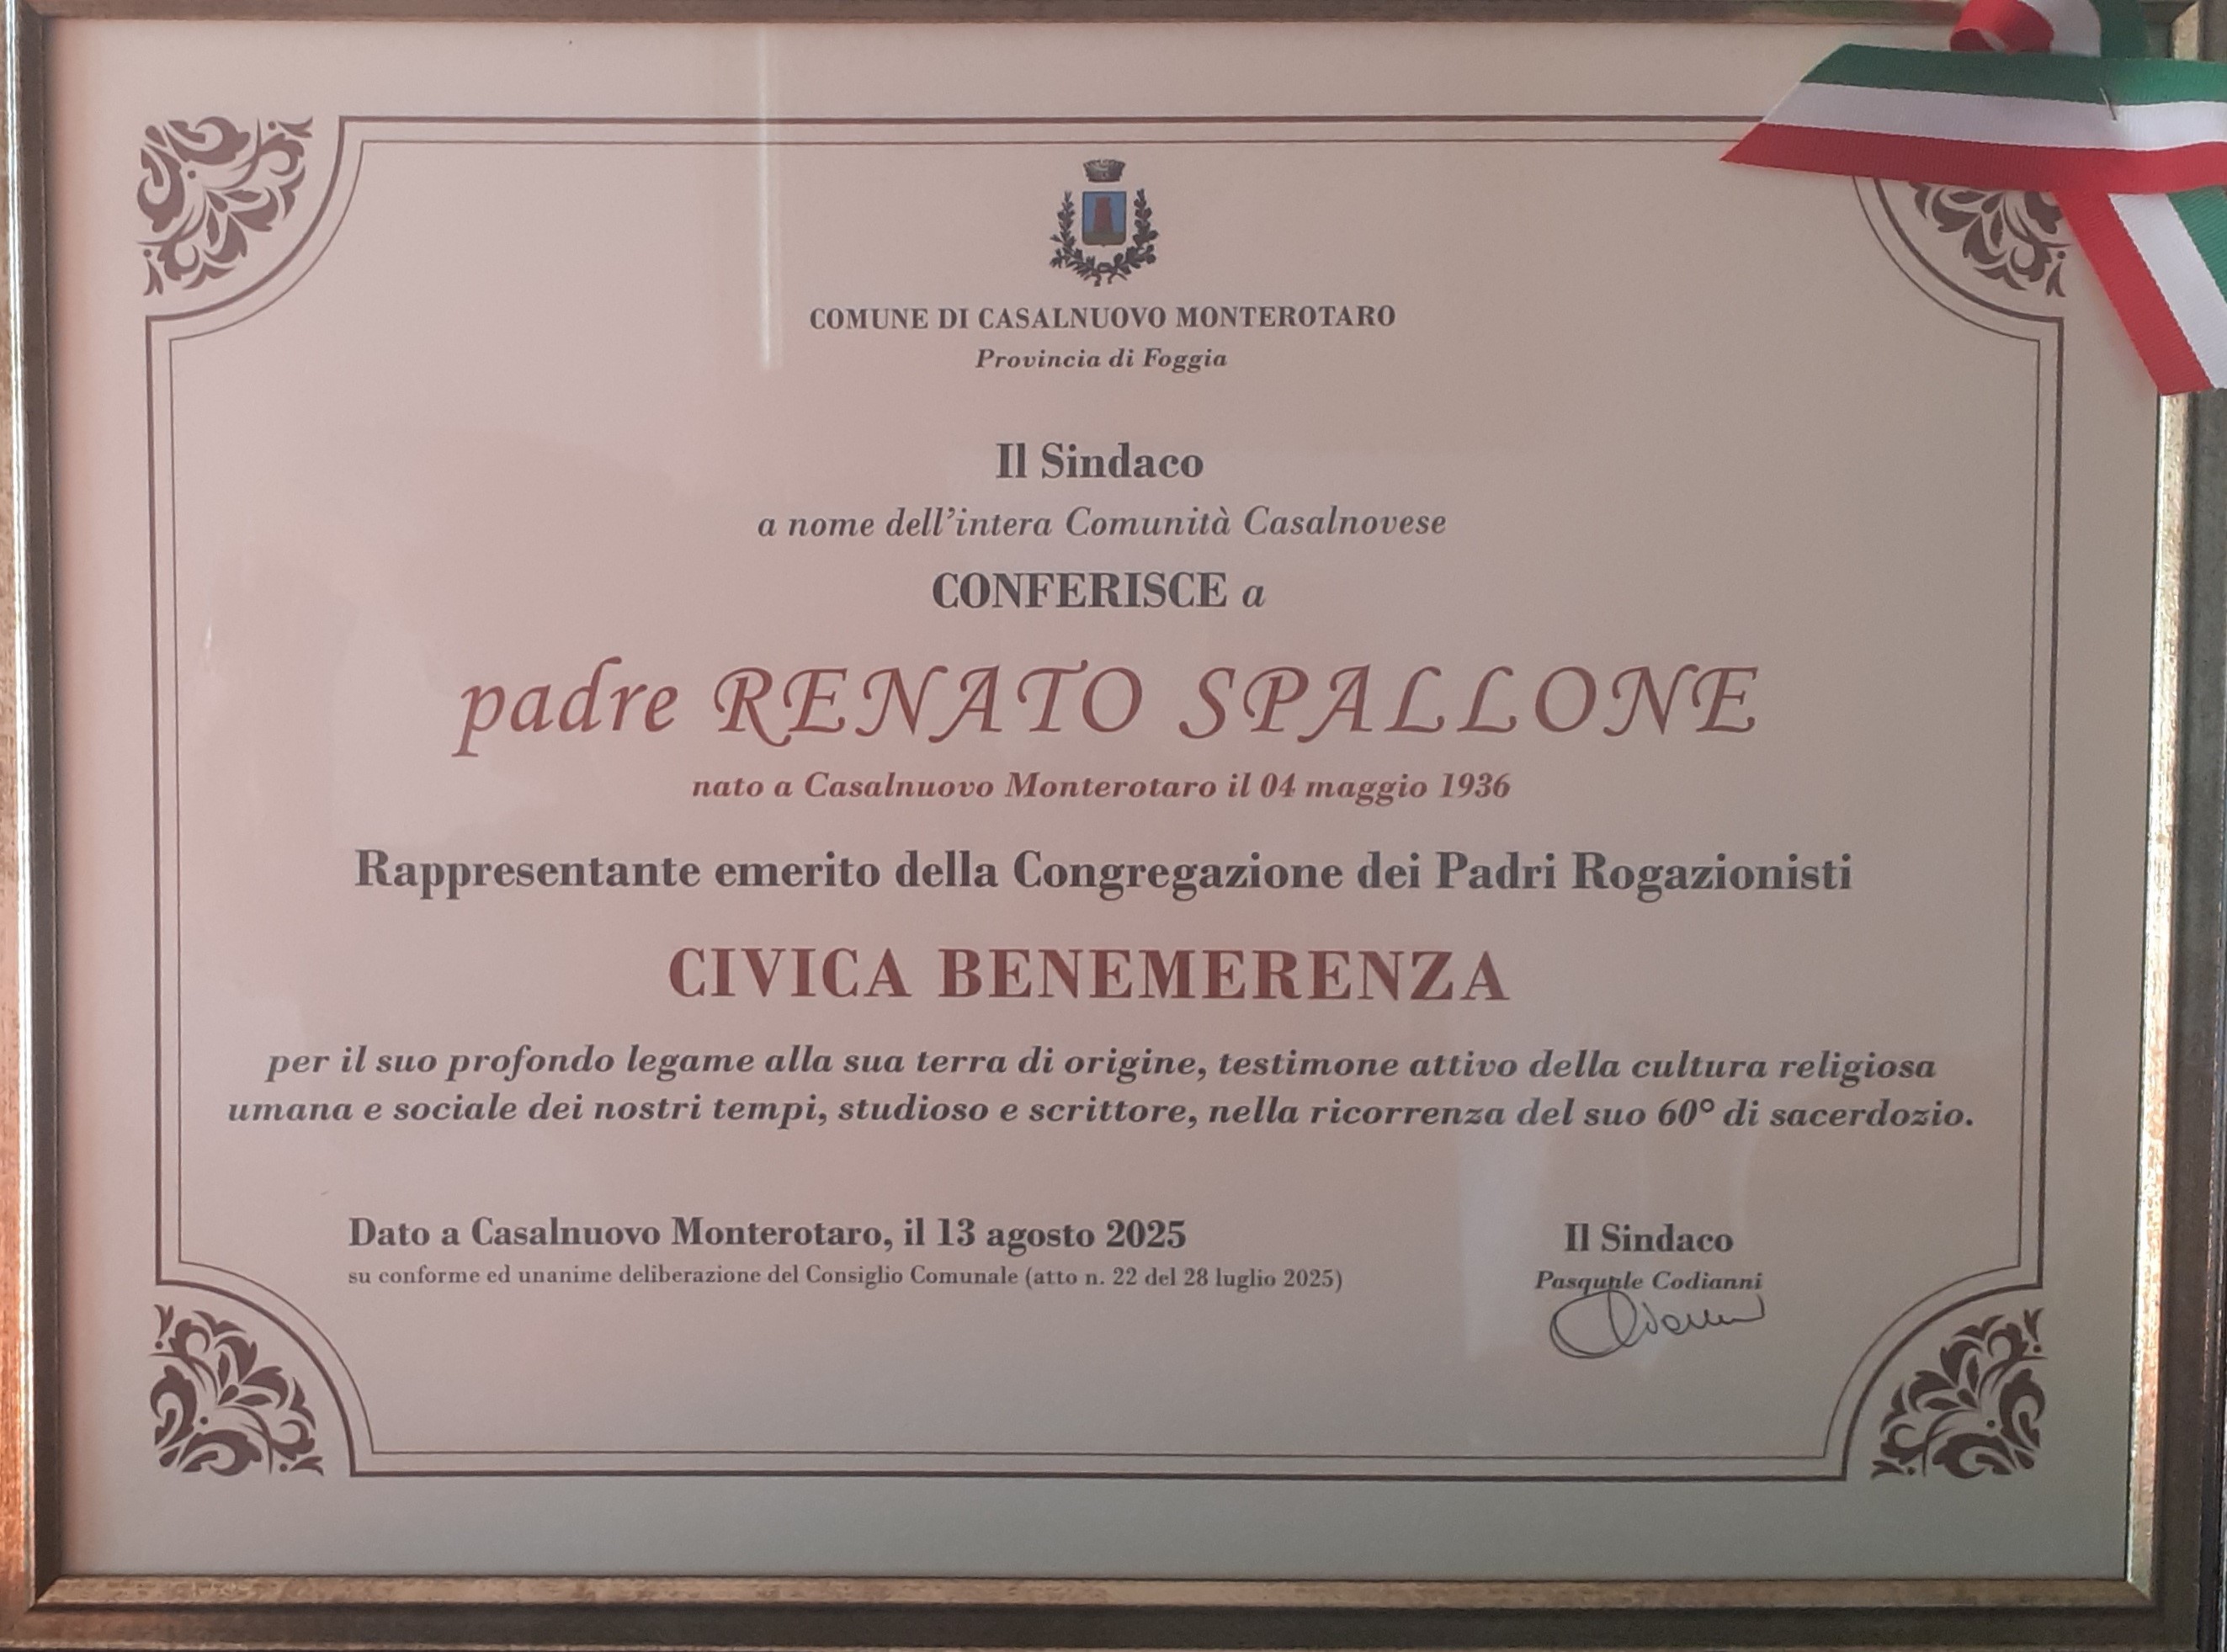 COMUNE DI CASALNUOVO MONTEROTARO
Provincia di Foggia
Il Sindaco
a nome dell'intera Comunità Casalnovese
CONFERISCE a
padre RENATO SPALLONE
nato a Casalnuovo Monterotaro il 04 maggio 1936
Rappresentante emerito della Congregazione dei Padri Rogazionisti
CIVICA BENEMERENZA
per il suo profondo legame alla sua terra di origine, testimone attivo della cultura religiosa
umana e sociale dei nostri tempi, studioso e scrittore, nella ricorrenza del suo 60° di sacerdozio.
Dato a Casalnuovo Monterotaro, il 13 agosto 2025
su conforme ed unanime deliberazione del Consiglio Comunale (atto n. 22 del 28 luglio 2025)
Il Sindaco
Pasquale Codianni